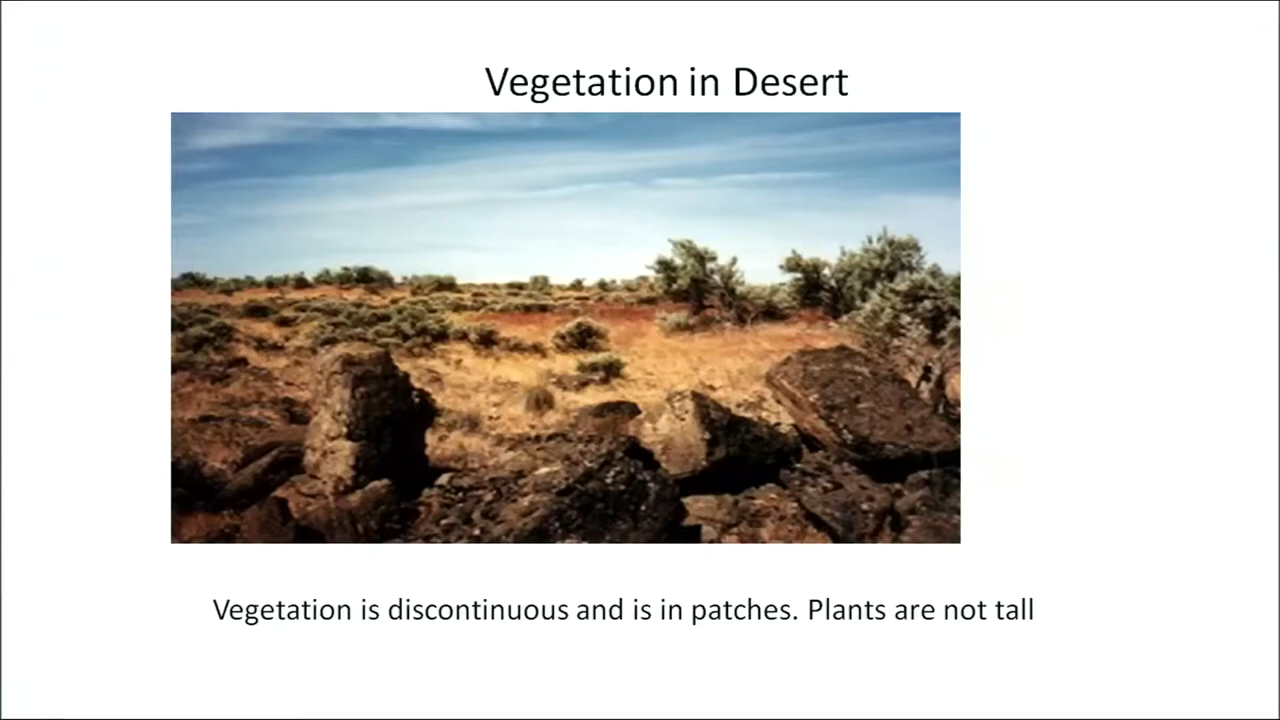 Vegetation in Desert
Vegetation is discontinuous and is in patches. Plants are not tall